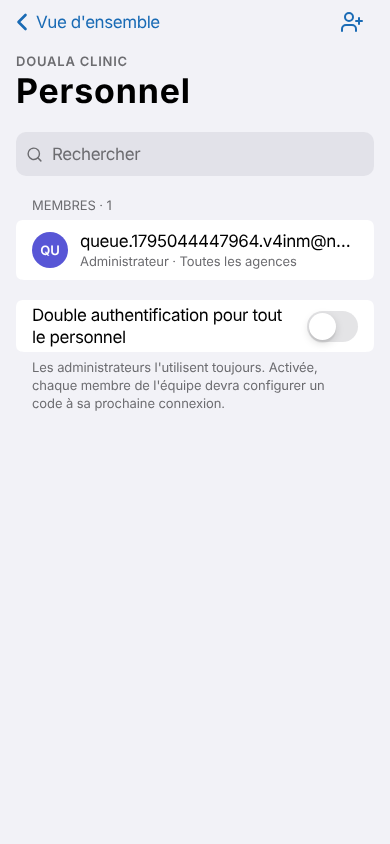 Vue d'ensemble
DOUALA CLINIC
Personnel
Rechercher
MEMBRES · 1
QU
queue.1795044447964.v4inm@n...
Administrateur · Toutes les agences
Double authentification pour tout
le personnel
Les administrateurs l'utilisent toujours. Activée,
chaque membre de l'équipe devra configurer un
code à sa prochaine connexion.